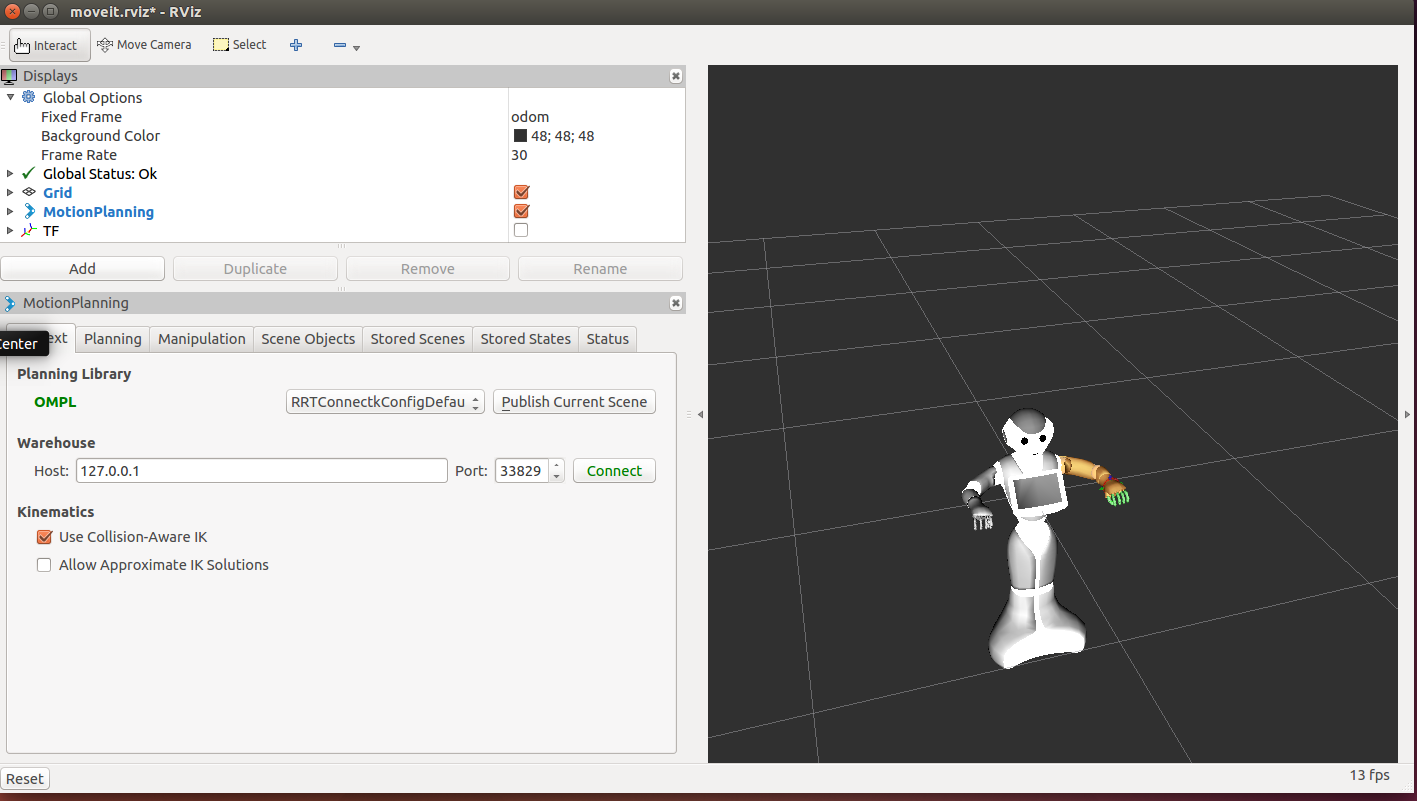 moveit.rviz* - RViz
Interact Move Camera Select
Displays
Global Options
Fixed Frame odom
Background Color 48; 48; 48
Frame Rate 30
Global Status: Ok
Grid
MotionPlanning
TF
Add Duplicate Remove Rename
MotionPlanning
enter ext Planning Manipulation Scene Objects Stored Scenes Stored States Status
Planning Library
OMPL RRTConnectkConfigDefau Publish Current Scene
Warehouse
Host: 127.0.0.1 Port: 33829 Connect
Kinematics
Use Collision-Aware IK
Allow Approximate IK Solutions
Reset 13 fps